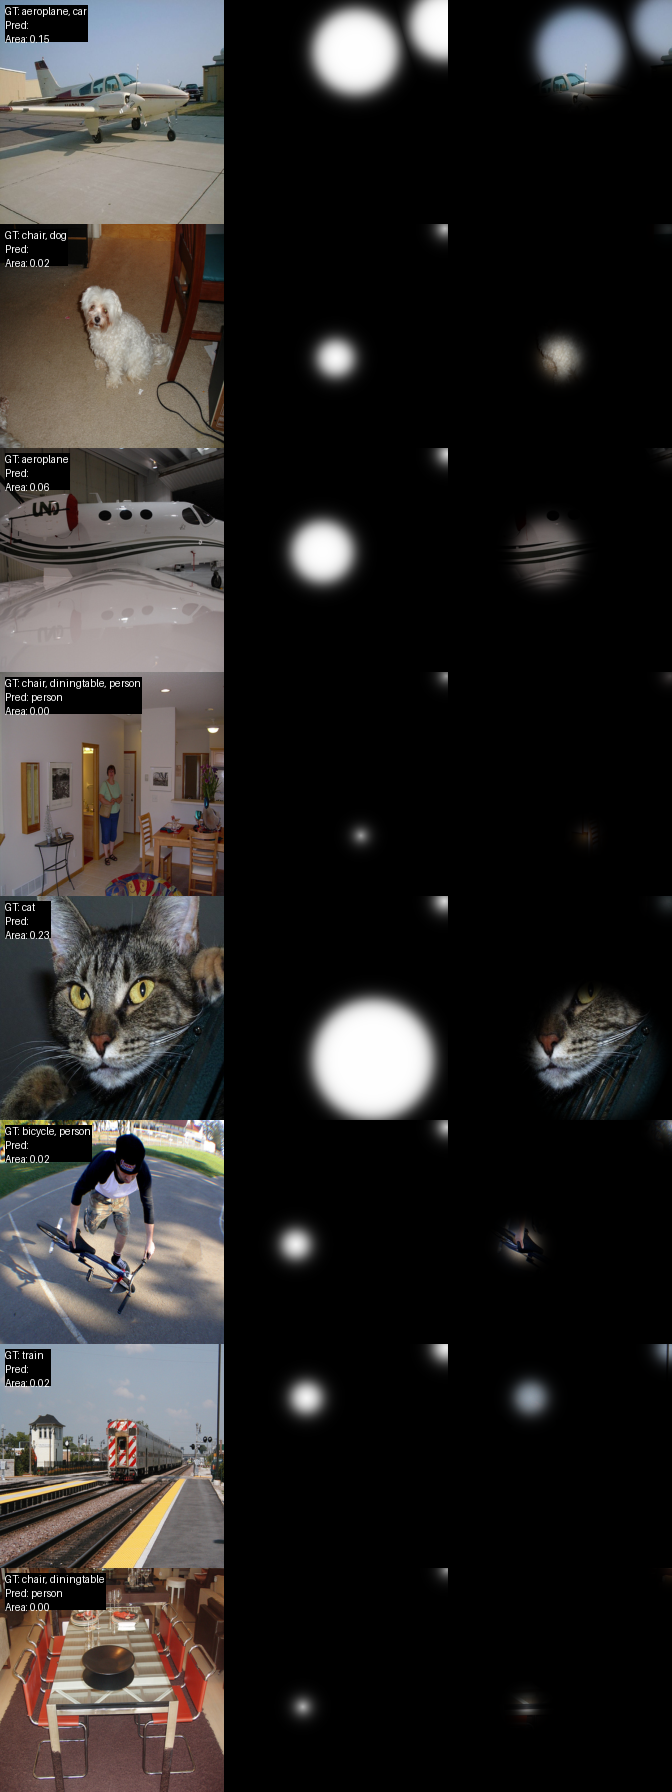 GT: aeroplane, car
Pred:
Area: 0.15
GT: chair, dog
Pred:
Area: 0.02
GT: aeroplane
Pred:
Area: 0.06
GT: chair, diningtable, person
Pred: person
Area: 0.00
GT: cat
Pred:
Area: 0.23
GT: bicycle, person
Pred:
Area: 0.02
GT: train
Pred:
Area: 0.02
GT: chair, diningtable
Pred: person
Area: 0.00